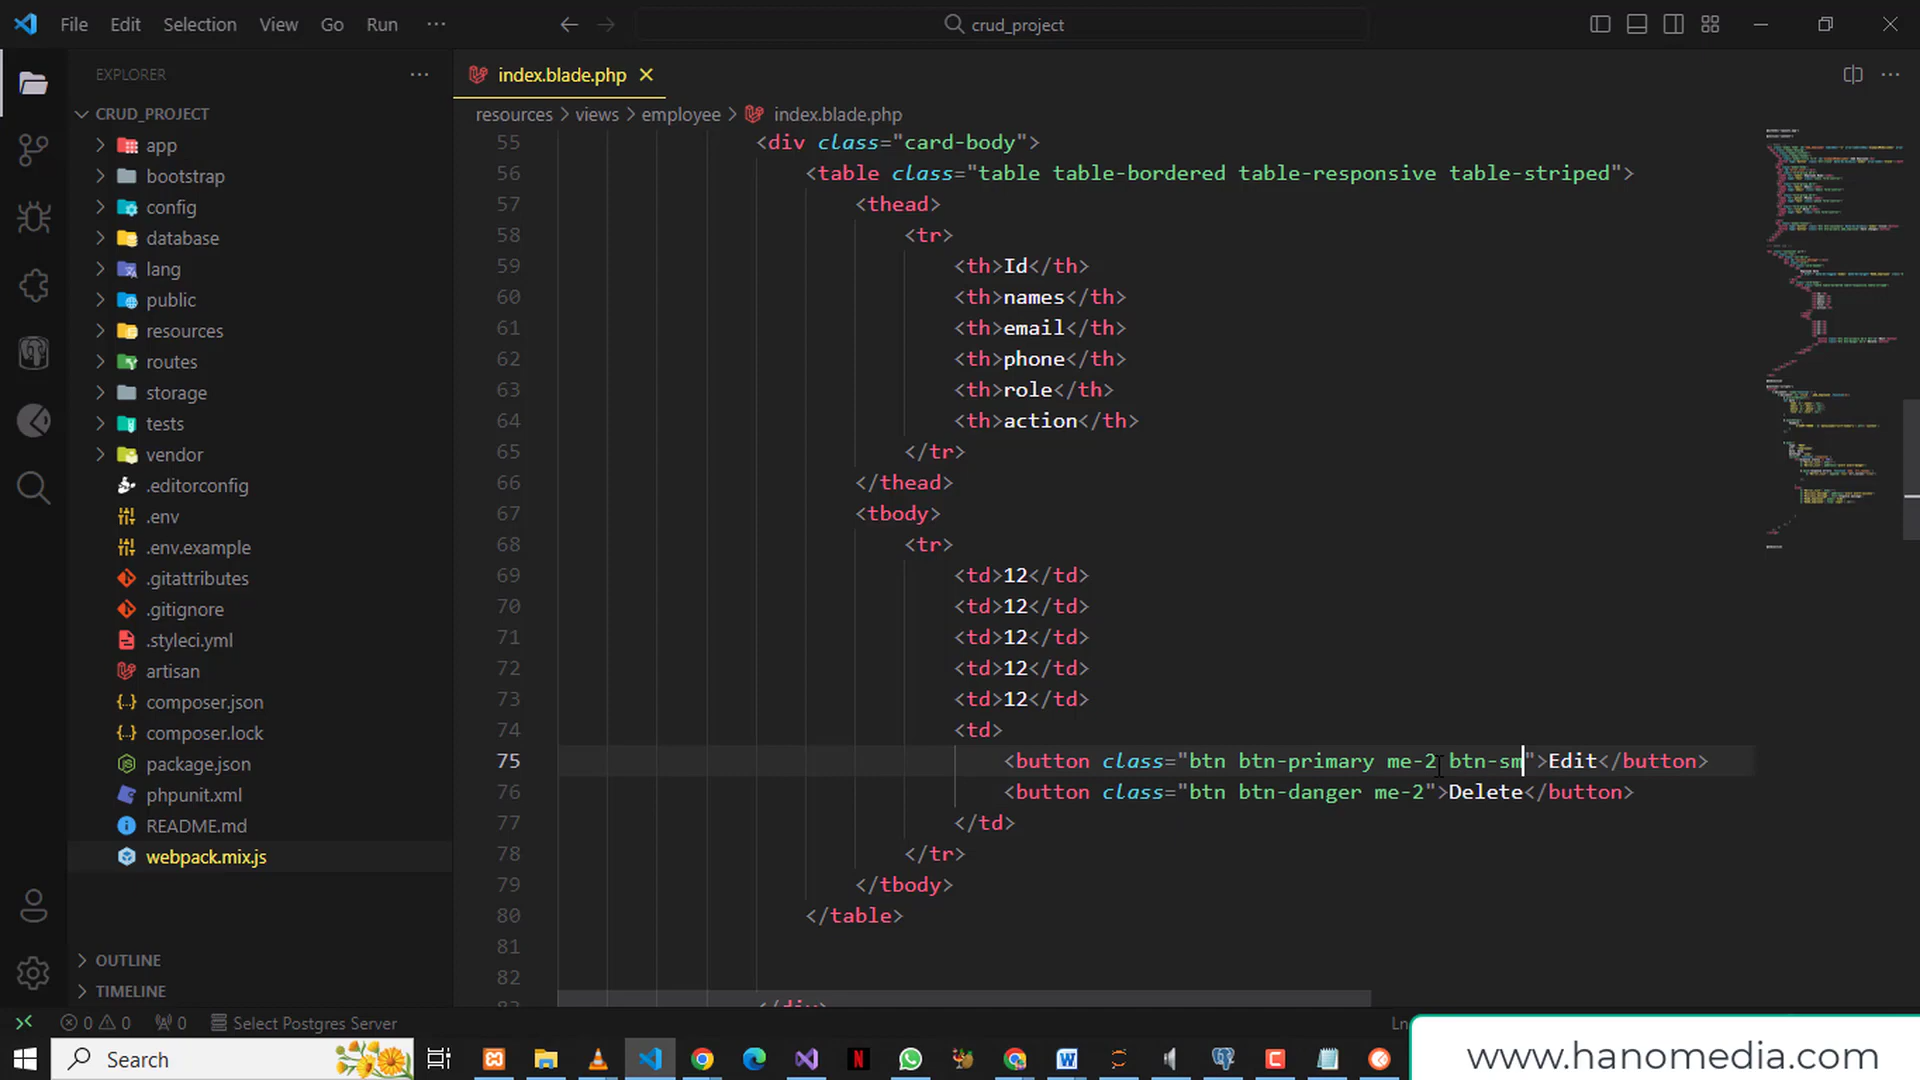 File Edit Selection View Go Run ··· crud_project
EXPLORER ···
CRUD_PROJECT
app
bootstrap
config
database
lang
public
resources
routes
storage
tests
vendor
.editorconfig
.env
.env.example
.gitattributes
.gitignore
.styleci.yml
artisan
composer.json
composer.lock
package.json
phpunit.xml
README.md
webpack.mix.js
OUTLINE
TIMELINE
index.blade.php
resources > views > employee > index.blade.php
55 <div class="card-body">
56 <table class="table table-bordered table-responsive table-striped">
57 <thead>
58 <tr>
59 <th>Id</th>
60 <th>names</th>
61 <th>email</th>
62 <th>phone</th>
63 <th>role</th>
64 <th>action</th>
65 </tr>
66 </thead>
67 <tbody>
68 <tr>
69 <td>12</td>
70 <td>12</td>
71 <td>12</td>
72 <td>12</td>
73 <td>12</td>
74 <td>
75 <button class="btn btn-primary me-2 btn-sm">Edit</button>
76 <button class="btn btn-danger me-2">Delete</button>
77 </td>
78 </tr>
79 </tbody>
80 </table>
81
82
83 </div>
0 0 0 Select Postgres Server Ln
Search
www.hanomedia.com